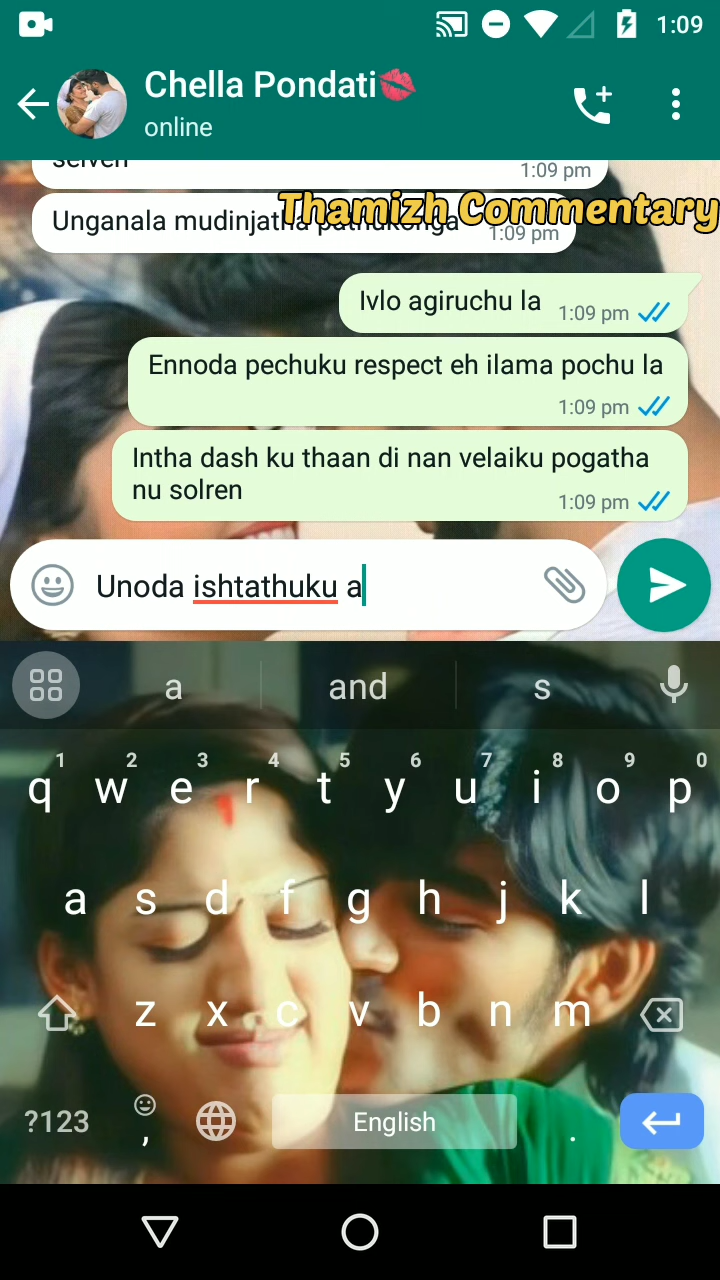 1:09
Chella Pondati💋
online
selven
1:09 pm
Thamizh Commentary
Unganala mudinjatha pathukonga
1:09 pm
Ivlo agiruchu la
1:09 pm
Ennoda pechuku respect eh ilama pochu la
1:09 pm
Intha dash ku thaan di nan velaiku pogatha
nu solren
1:09 pm
Unoda ishtathuku a
a and s
1 2 3 4 5 6 7 8 9 0
q w e r t y u i o p
a s d f g h j k l
z x c v b n m
?123 , English .